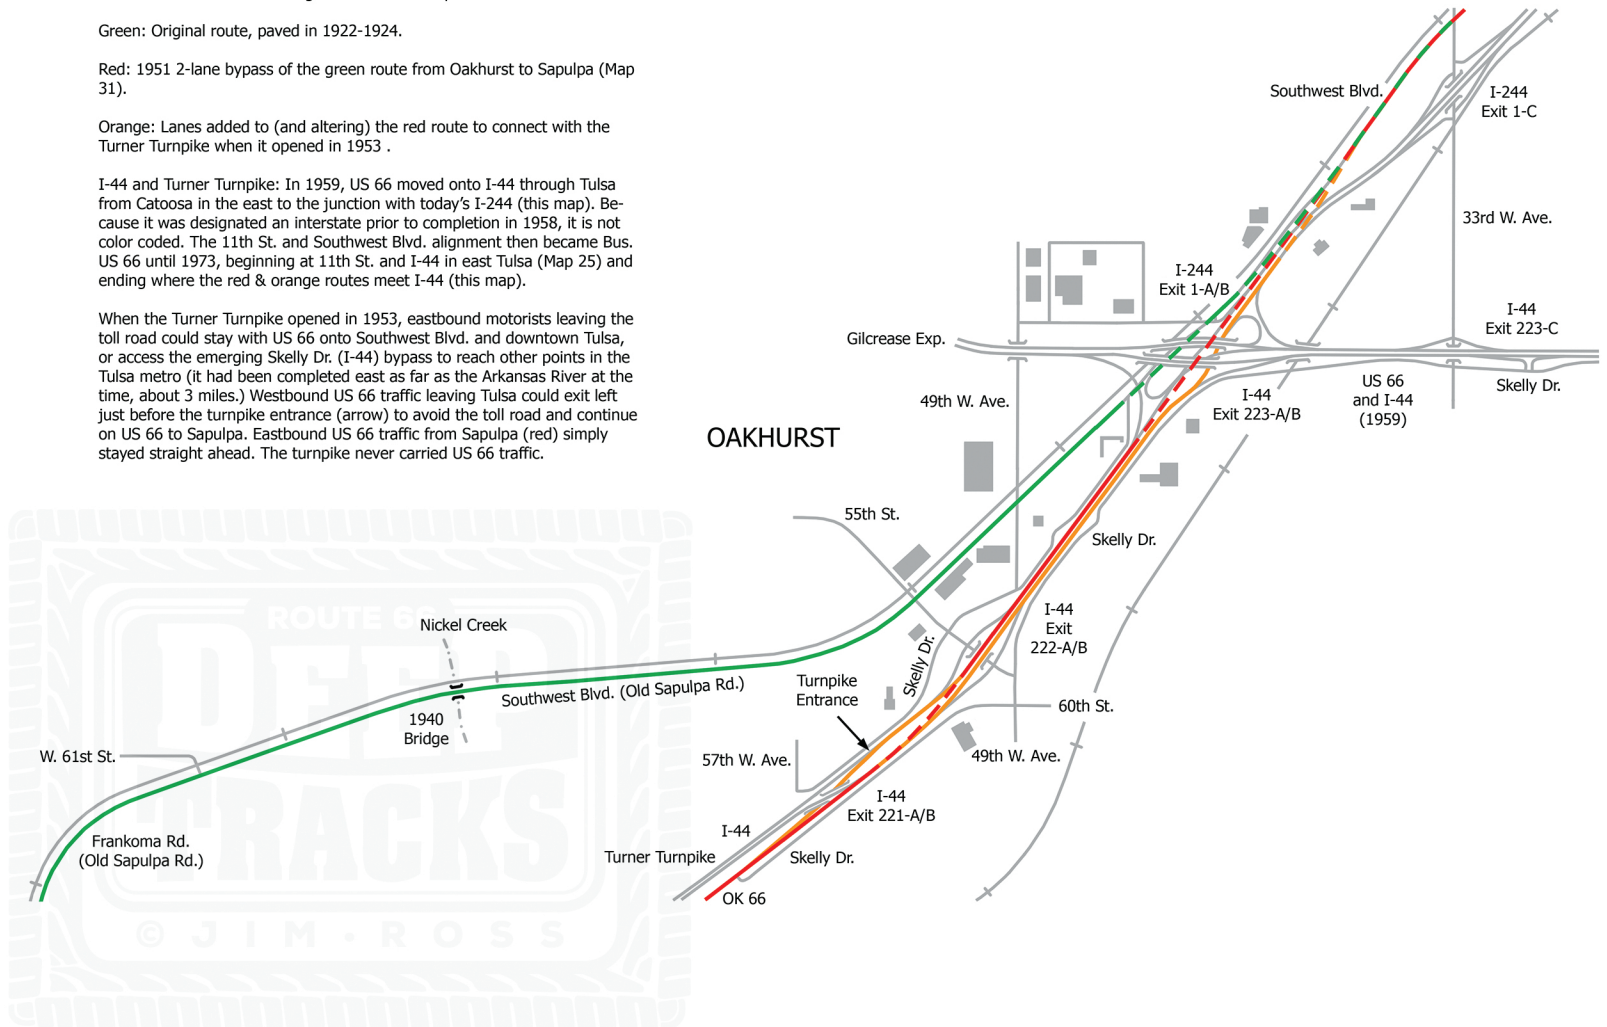 Green: Original route, paved in 1922-1924.
Red: 1951 2-lane bypass of the green route from Oakhurst to Sapulpa (Map
31).
Orange: Lanes added to (and altering) the red route to connect with the
Turner Turnpike when it opened in 1953 .
I-44 and Turner Turnpike: In 1959, US 66 moved onto I-44 through Tulsa
from Catoosa in the east to the junction with today's I-244 (this map). Be-
cause it was designated an interstate prior to completion in 1958, it is not
color coded. The 11th St. and Southwest Blvd. alignment then became Bus.
US 66 until 1973, beginning at 11th St. and I-44 in east Tulsa (Map 25) and
ending where the red & orange routes meet I-44 (this map).
When the Turner Turnpike opened in 1953, eastbound motorists leaving the
toll road could stay with US 66 onto Southwest Blvd. and downtown Tulsa,
or access the emerging Skelly Dr. (I-44) bypass to reach other points in the
Tulsa metro (it had been completed east as far as the Arkansas River at the
time, about 3 miles.) Westbound US 66 traffic leaving Tulsa could exit left
just before the turnpike entrance (arrow) to avoid the toll road and continue
on US 66 to Sapulpa. Eastbound US 66 traffic from Sapulpa (red) simply
stayed straight ahead. The turnpike never carried US 66 traffic.
Southwest Blvd.
I-244
Exit 1-C
33rd W. Ave.
I-244
Exit 1-A/B
I-44
Exit 223-C
Gilcrease Exp.
Skelly Dr.
US 66
and I-44
(1959)
I-44
Exit 223-A/B
49th W. Ave.
OAKHURST
55th St.
Skelly Dr.
I-44
Exit
222-A/B
Nickel Creek
Skelly Dr.
Turnpike
Entrance
Southwest Blvd. (Old Sapulpa Rd.)
60th St.
1940
Bridge
W. 61st St.
57th W. Ave.
49th W. Ave.
I-44
Exit 221-A/B
I-44
Frankoma Rd.
(Old Sapulpa Rd.)
Turner Turnpike
Skelly Dr.
OK 66
ROUTE 66
DEEP
TRACKS
© JIM · ROSS